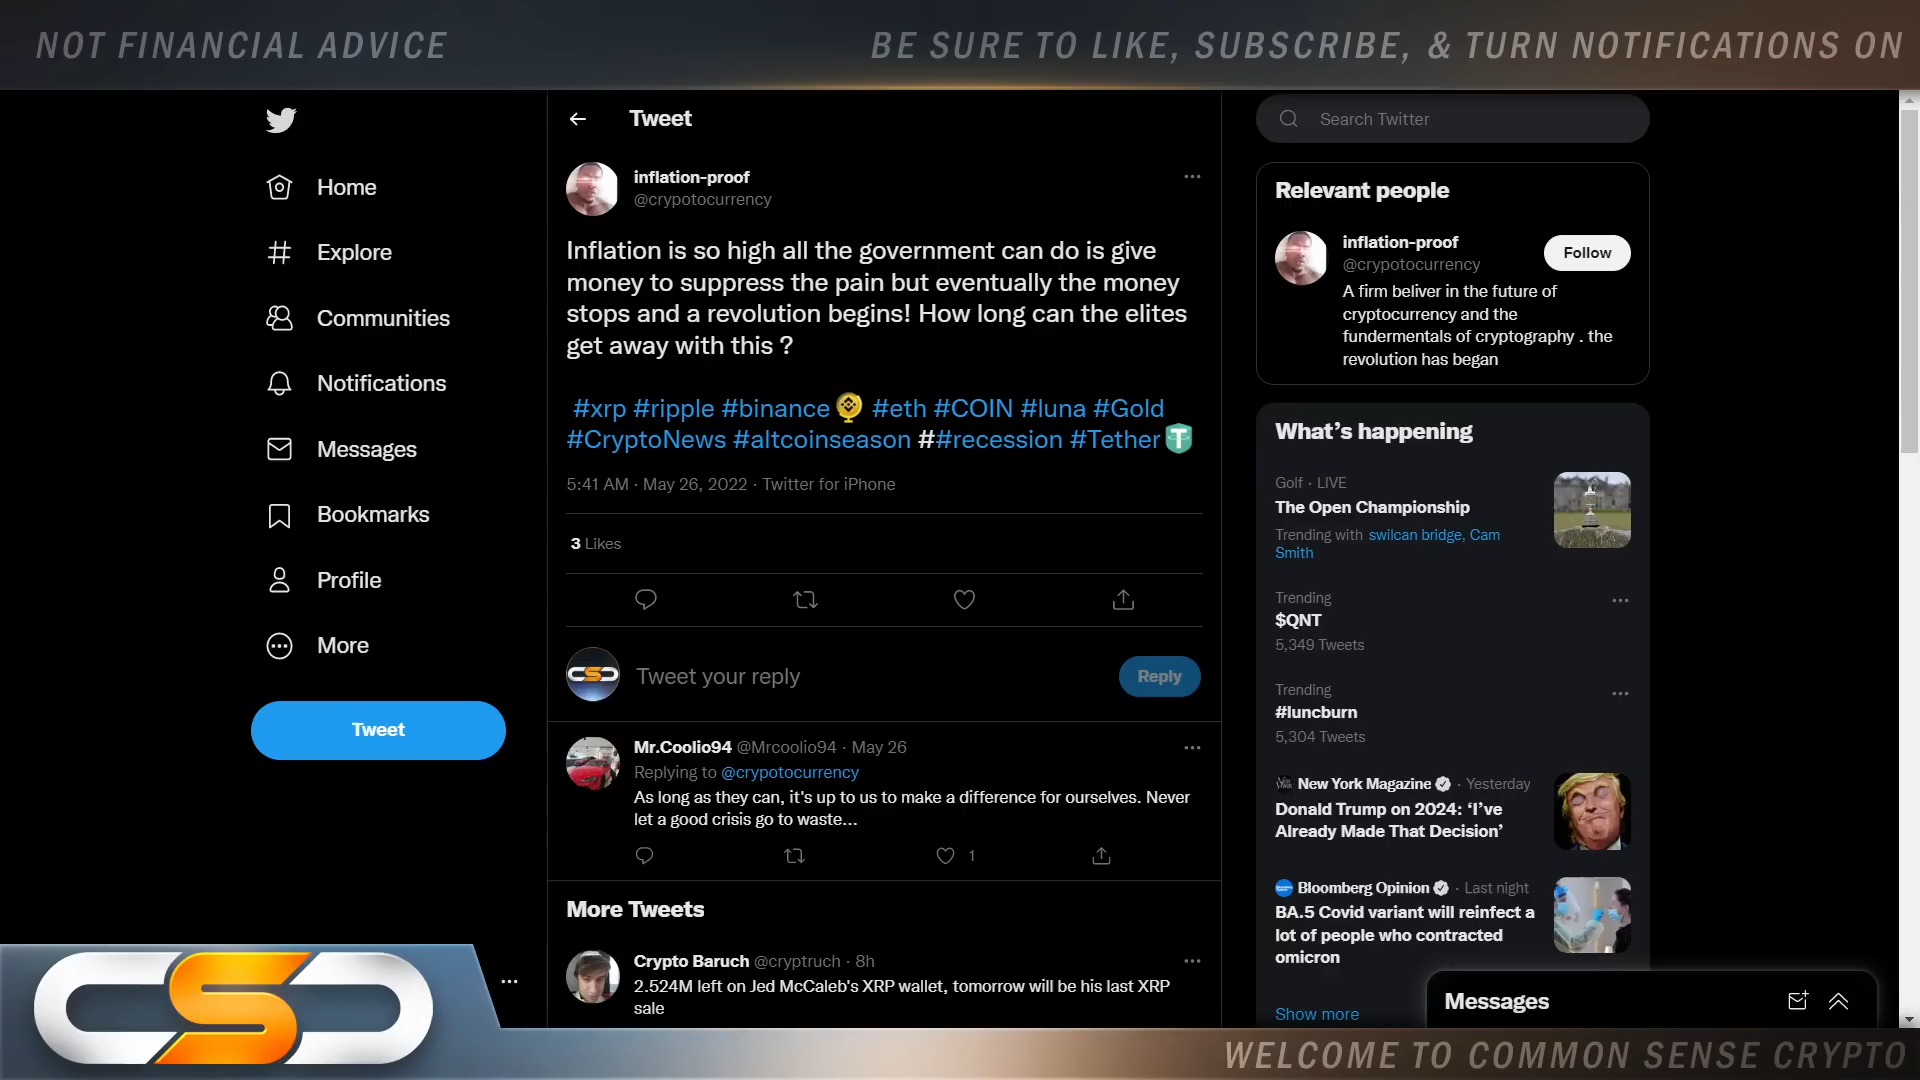 NOT FINANCIAL ADVICE
BE SURE TO LIKE, SUBSCRIBE, & TURN NOTIFICATIONS ON
Home
Explore
Communities
Notifications
Messages
Bookmarks
Profile
More
Tweet
Tweet
inflation-proof
@crypotocurrency
Inflation is so high all the government can do is give
money to suppress the pain but eventually the money
stops and a revolution begins! How long can the elites
get away with this ?
#xrp #ripple #binance #eth #COIN #luna #Gold
#CryptoNews #altcoinseason ##recession #Tether
5:41 AM · May 26, 2022 · Twitter for iPhone
3 Likes
CSC
Tweet your reply
Reply
Mr.Coolio94 @Mrcoolio94 · May 26
Replying to @crypotocurrency
As long as they can, it's up to us to make a difference for ourselves. Never
let a good crisis go to waste...
1
More Tweets
Crypto Baruch @cryptruch · 8h
2.524M left on Jed McCaleb's XRP wallet, tomorrow will be his last XRP
sale
Search Twitter
Relevant people
inflation-proof
@crypotocurrency
Follow
A firm beliver in the future of
cryptocurrency and the
fundermentals of cryptography . the
revolution has began
What's happening
Golf · LIVE
The Open Championship
Trending with swilcan bridge, Cam
Smith
Trending
$QNT
5,349 Tweets
Trending
#luncburn
5,304 Tweets
New York Magazine · Yesterday
Donald Trump on 2024: 'I've
Already Made That Decision'
Bloomberg Opinion · Last night
BA.5 Covid variant will reinfect a
lot of people who contracted
omicron
Show more
Messages
CSC
WELCOME TO COMMON SENSE CRYPTO